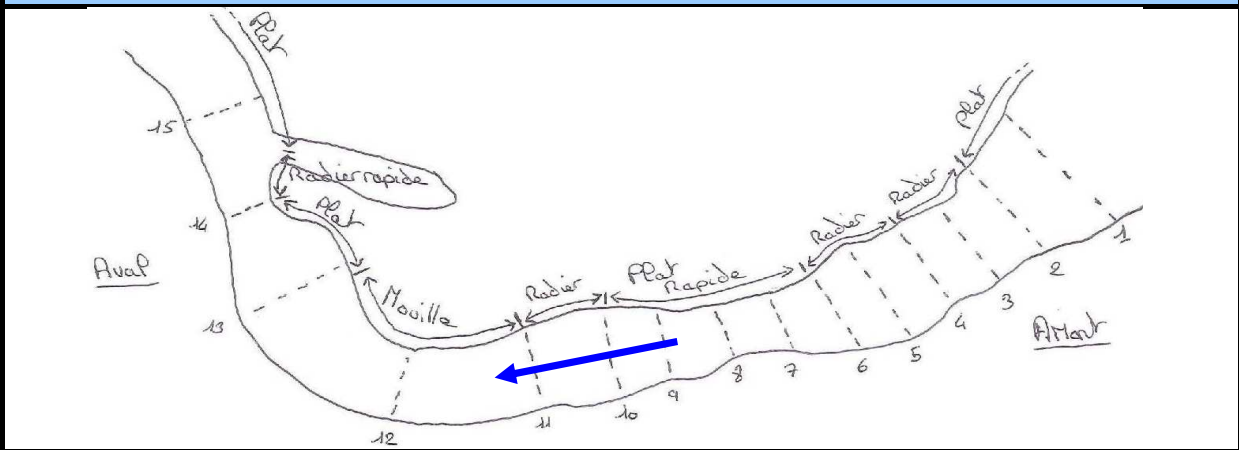 Plat
15
Radier rapide
14
Plat
Aval
13
Mouille
12
Radier
11
Plat
Rapide
10
9
8
7
Radier
6
5
Radier
4
3
Plat
2
1
AMont